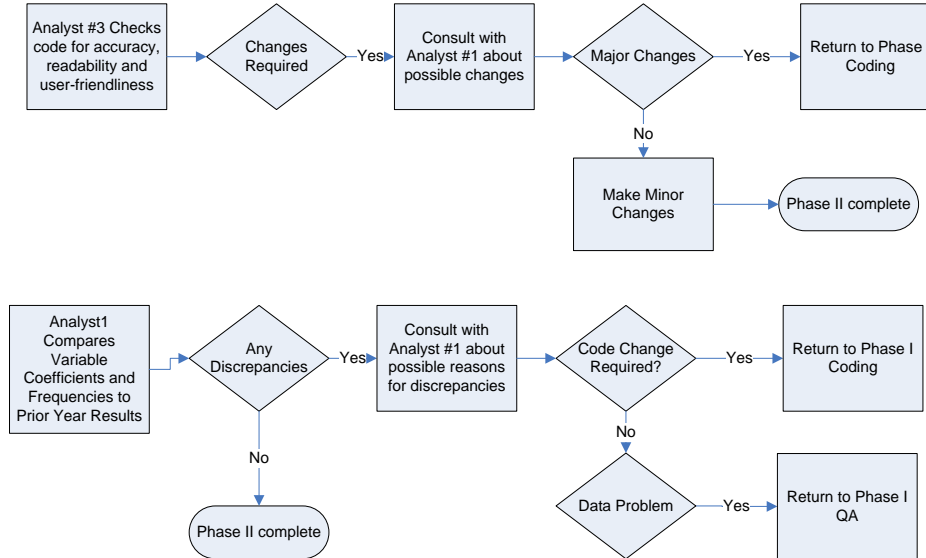 Analyst #3 Checks
code for accuracy,
readability and
user-friendliness
Changes
Required
Yes
Consult with
Analyst #1 about
possible changes
Major Changes
Yes
Return to Phase
Coding
No
Make Minor
Changes
Phase II complete
Analyst1
Compares
Variable
Coefficients and
Frequencies to
Prior Year Results
Any
Discrepancies
Yes
Consult with
Analyst #1 about
possible reasons
for discrepancies
Code Change
Required?
Yes
Return to Phase I
Coding
No
No
Phase II complete
Data Problem
Yes
Return to Phase I
QA